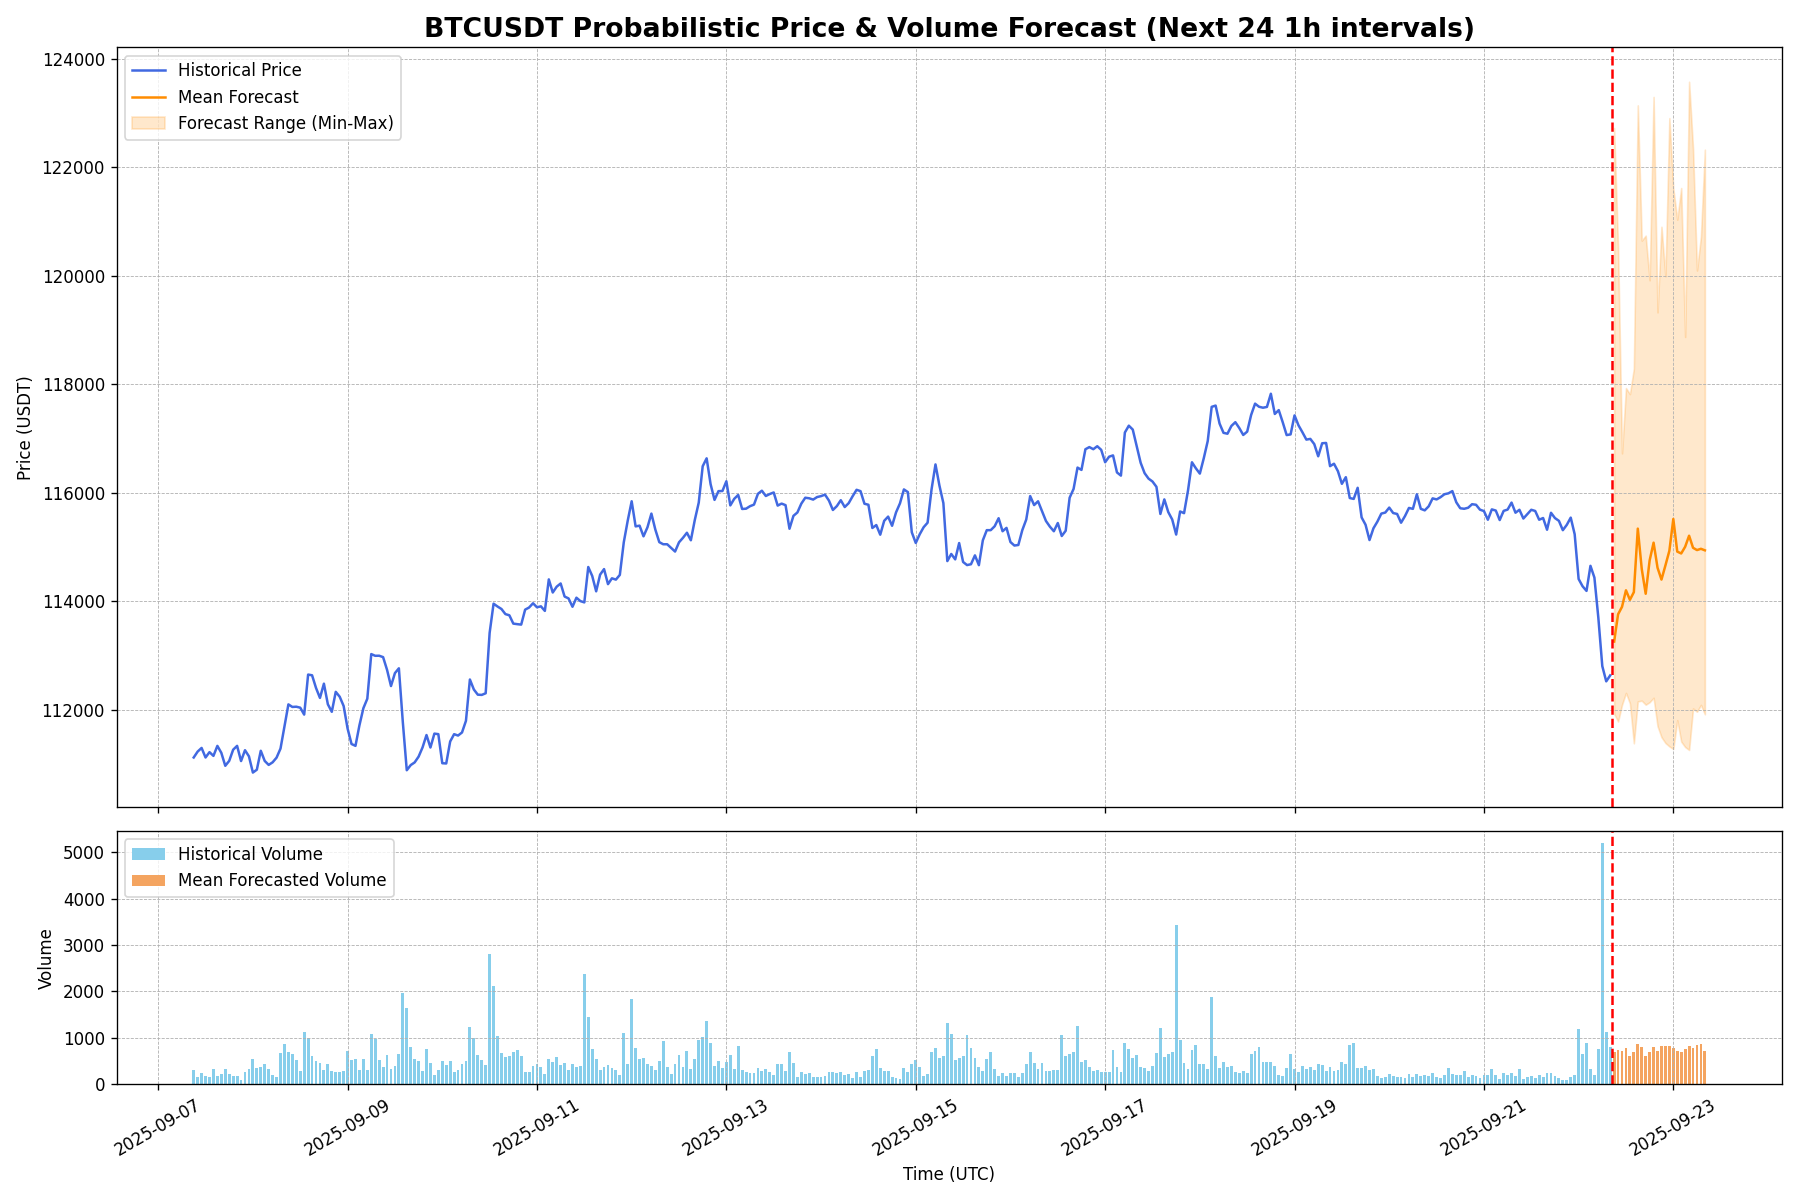 BTCUSDT Probabilistic Price & Volume Forecast (Next 24 1h intervals)
Historical Price
Mean Forecast
Forecast Range (Min-Max)
Price (USDT)
124000
122000
120000
118000
116000
114000
112000
Historical Volume
Mean Forecasted Volume
Volume
5000
4000
3000
2000
1000
0
2025-09-07
2025-09-09
2025-09-11
2025-09-13
2025-09-15
2025-09-17
2025-09-19
2025-09-21
2025-09-23
Time (UTC)